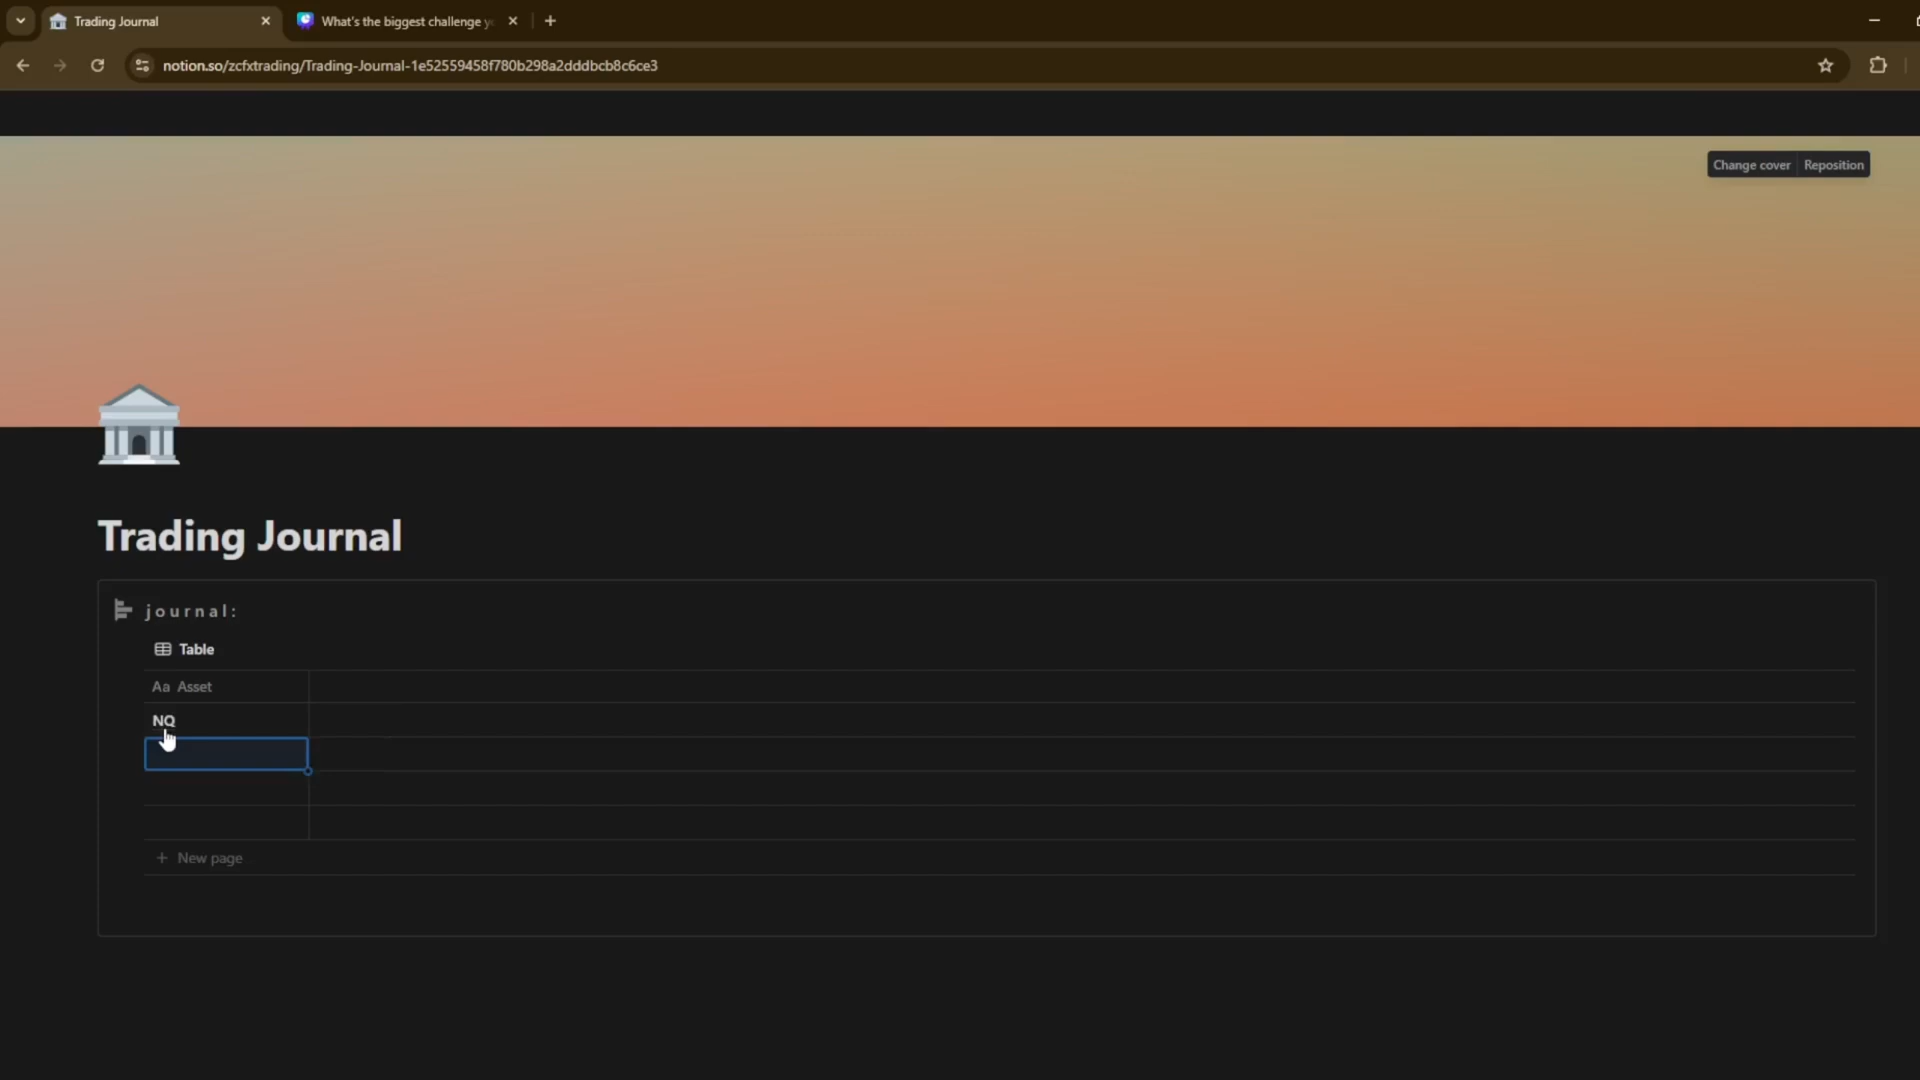 Trading Journal
What's the biggest challenge
notion.so/zcfxtrading/Trading-Journal-1e52559458f780b298a2dddbcb8c6ce3
Change cover
Reposition
Trading Journal
journal:
Table
Aa Asset
NQ
+ New page